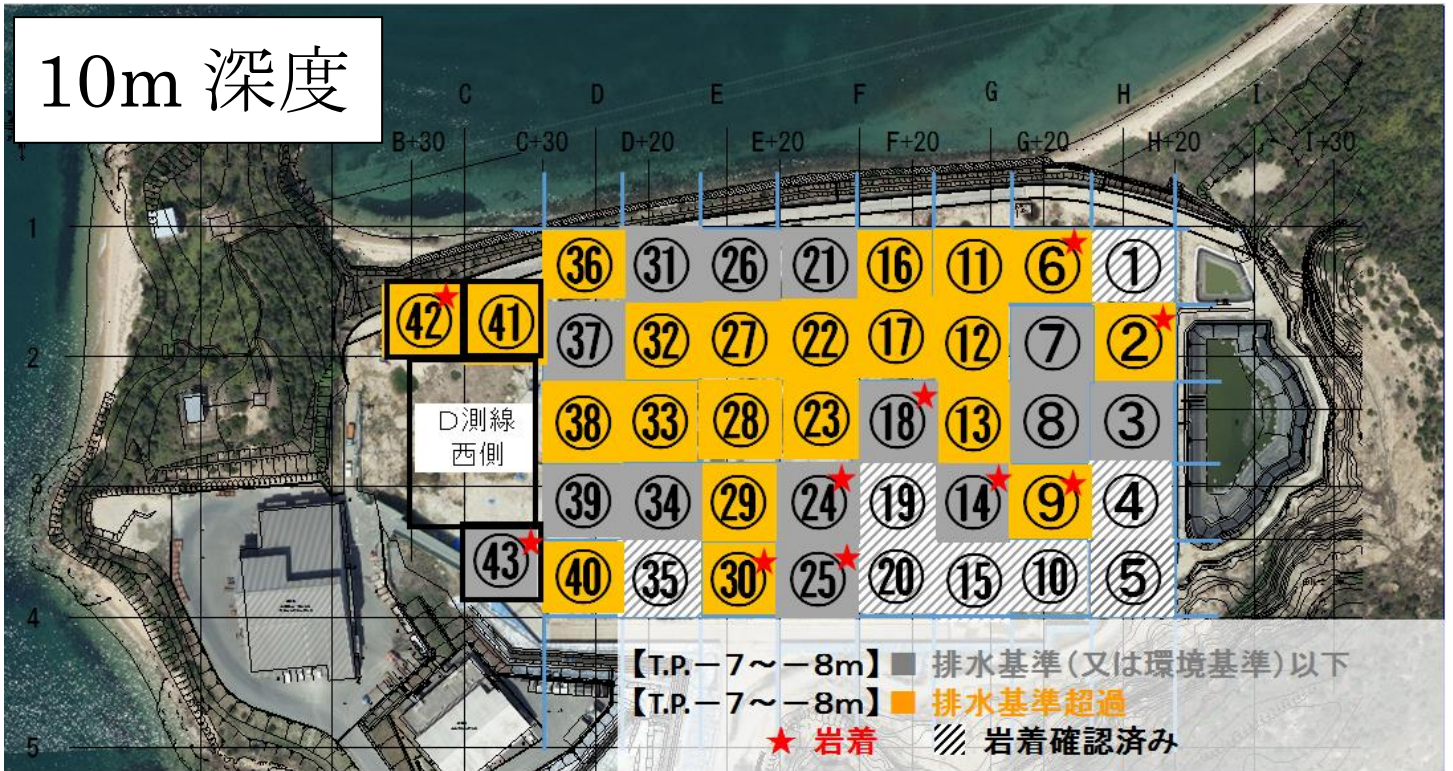 10m 深度
C D E F G H I
B+30 C+30 D+20 E+20 F+20 G+20 H+20 I+30
1
㊱ ㉛ ㉖ ㉑ ⑯ ⑪ ⑥ ①
㊷ ㊶ ㊲ ㉜ ㉗ ㉒ ⑰ ⑫ ⑦ ②
2
D測線
西側
㊳ ㉝ ㉘ ㉓ ⑱ ⑬ ⑧ ③
3
㊴ ㉞ ㉙ ㉔ ⑲ ⑭ ⑨ ④
㊸ ㊵ ㉟ ㉚ ㉕ ⑳ ⑮ ⑩ ⑤
4
【T.P.-7~-8m】■ 排水基準(又は環境基準)以下
【T.P.-7~-8m】■ 排水基準超過
★ 岩着 岩着確認済み
5